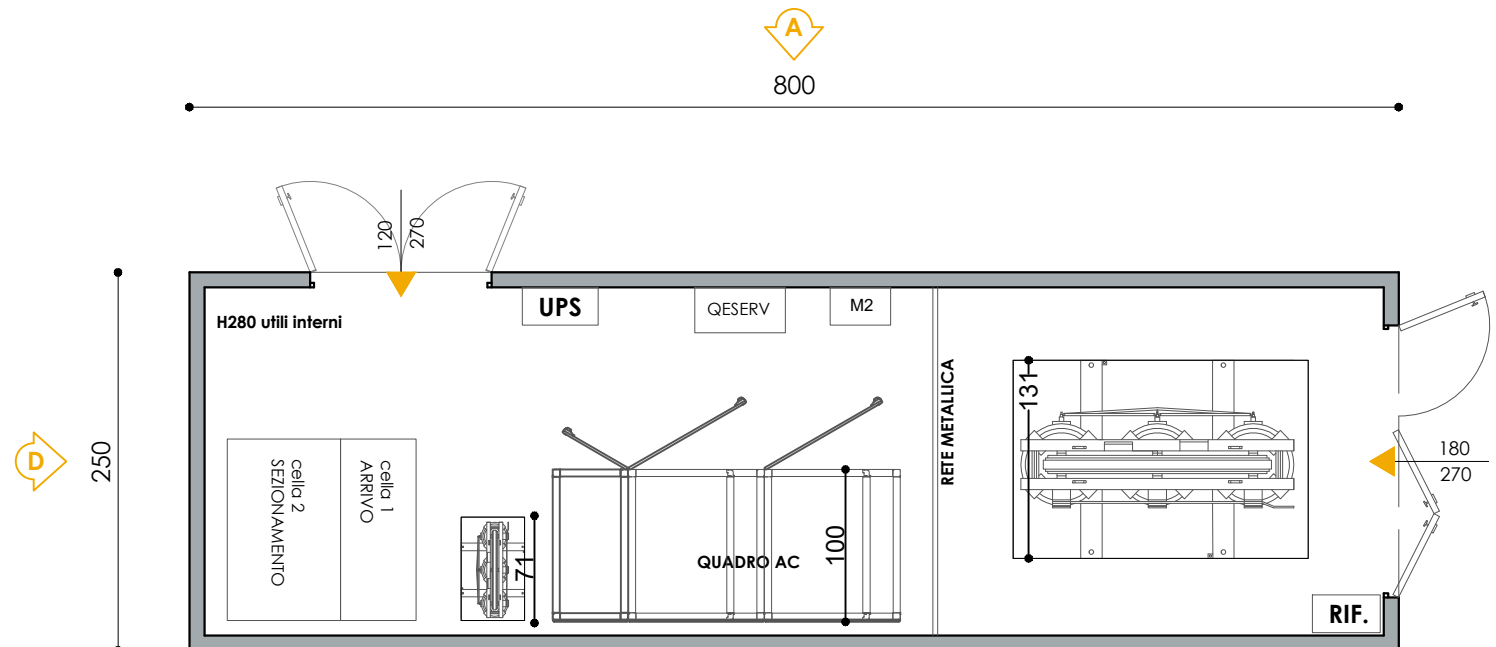 A
800
120
270
UPS
QESERV
M2
H280 utili interni
RETE METALLICA
131
D
250
cella 1
ARRIVO
cella 2
SEZIONAMENTO
180
270
71
QUADRO AC
100
RIF.